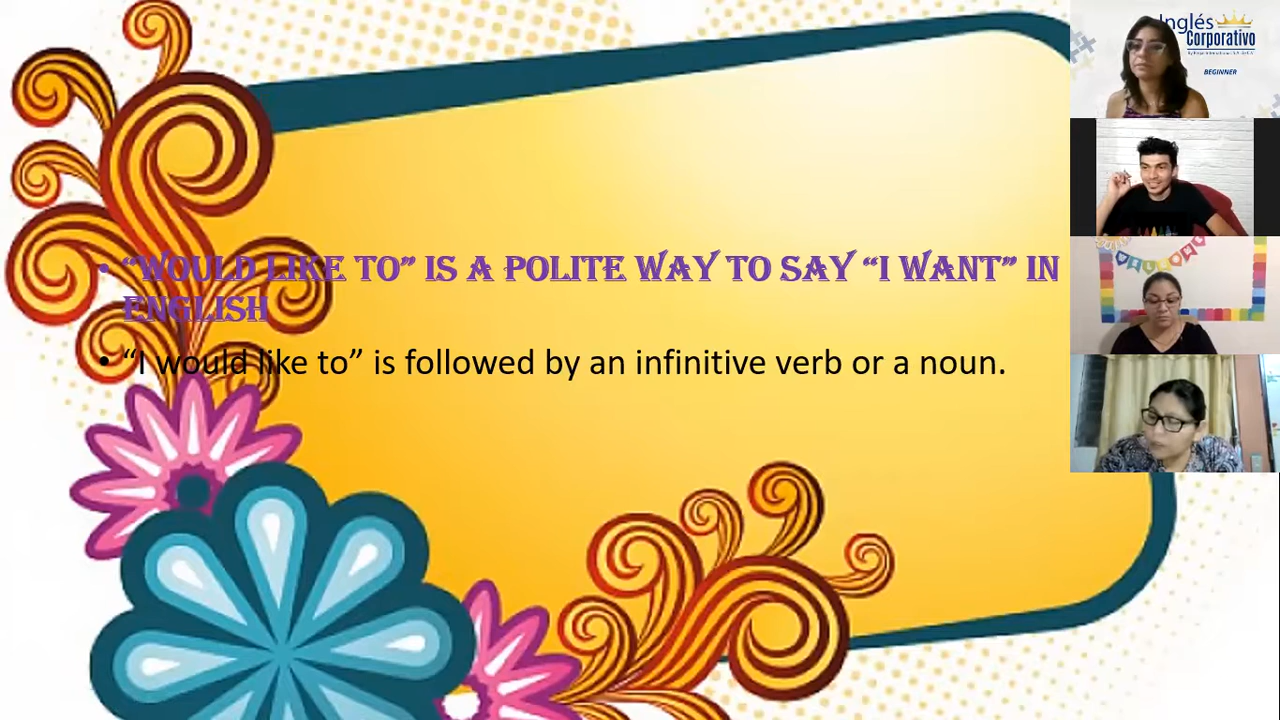 • “WOULD LIKE TO” IS A POLITE WAY TO SAY “I WANT” IN
ENGLISH
• “I would like to” is followed by an infinitive verb or a noun.
Inglés
Corporativo
BEGINNER